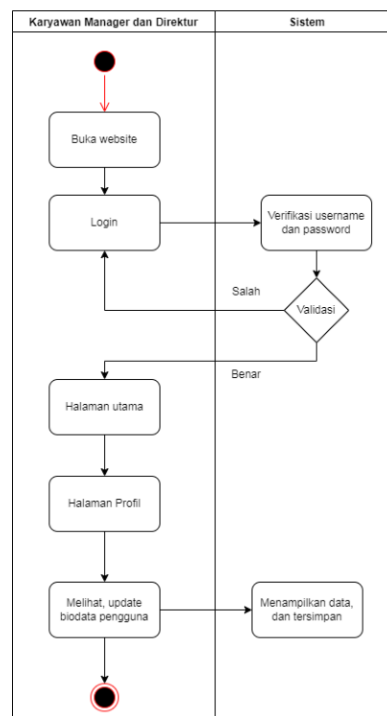 Karyawan Manager dan Direktur
Sistem
Buka website
Login
Verifikasi username
dan password
Salah
Validasi
Benar
Halaman utama
Halaman Profil
Melihat, update
biodata pengguna
Menampilkan data,
dan tersimpan